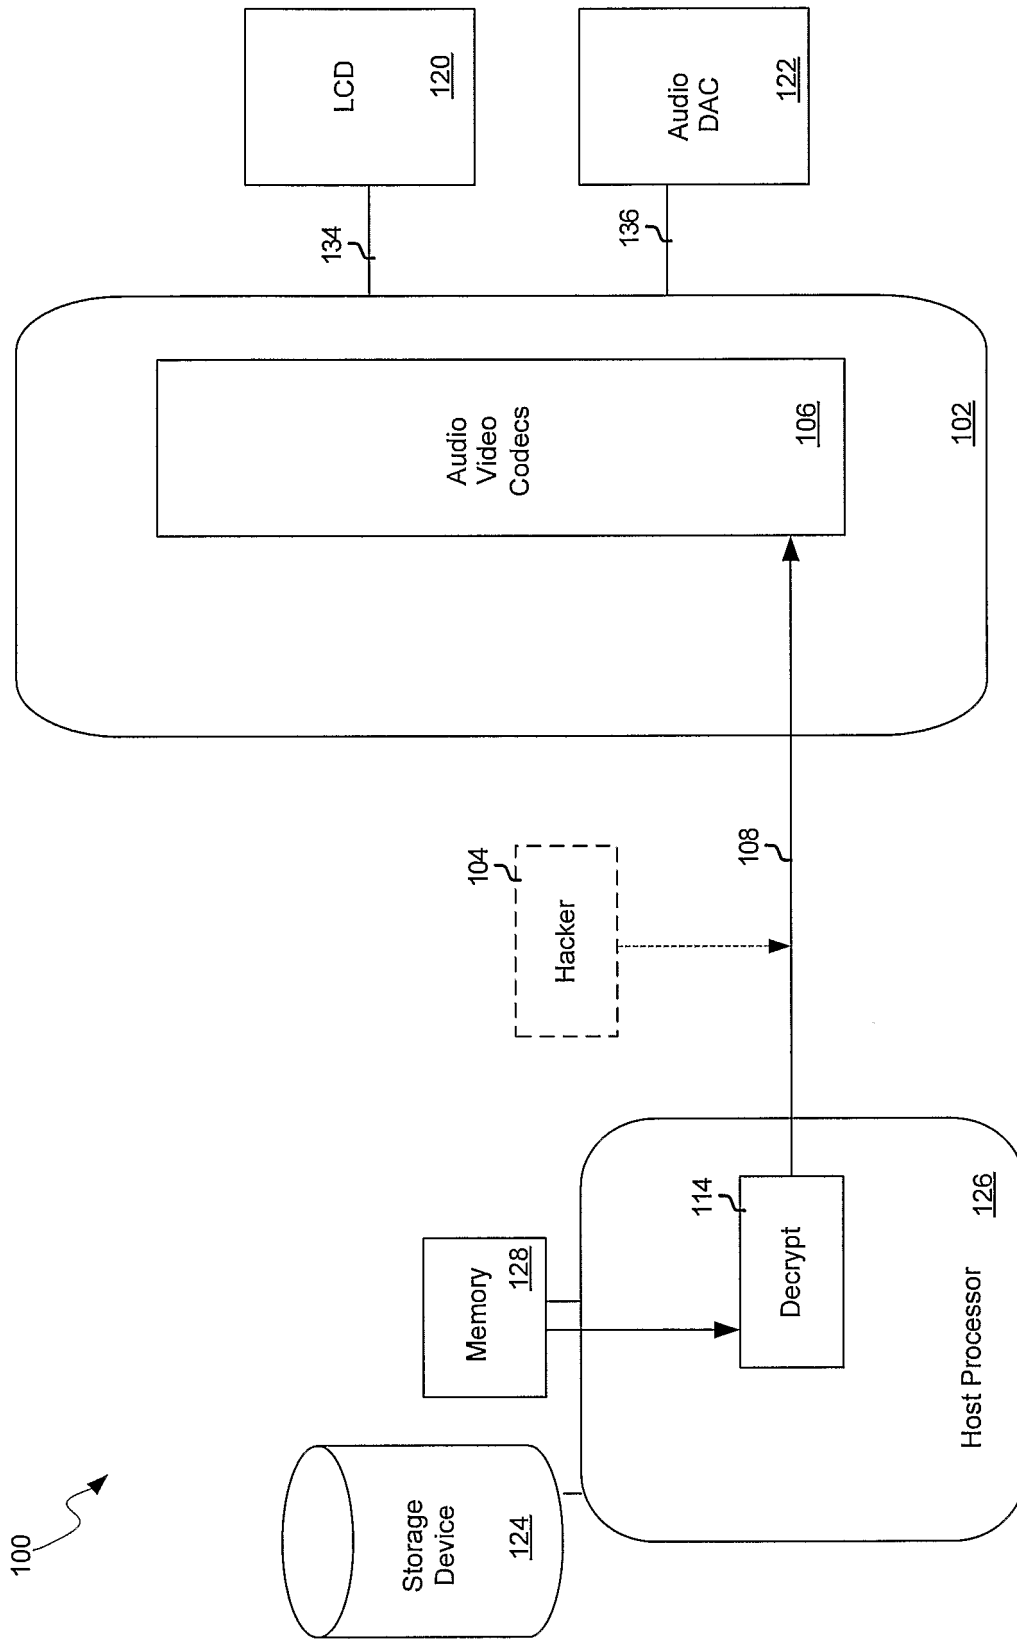 100
Storage
Device
124
Memory
128
Host Processor
126
Decrypt
114
Hacker
104
108
Audio
Video
Codecs
106
102
134
136
LCD
120
Audio
DAC
122